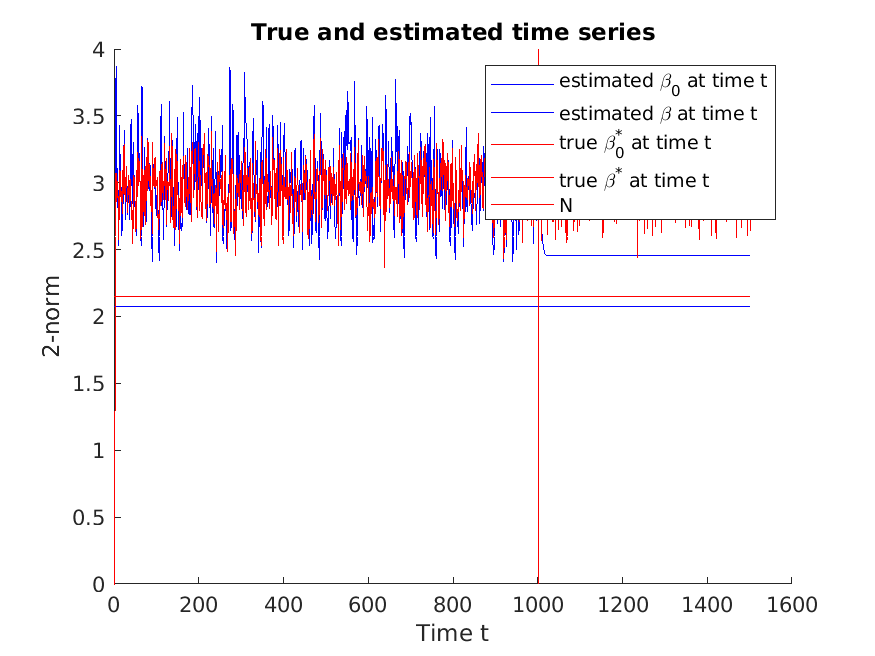 True and estimated time series
4
3.5
3
2.5
2
1.5
1
0.5
0
2-norm
estimated β₀ at time t
estimated β at time t
true β₀* at time t
true β* at time t
N
0 200 400 600 800 1000 1200 1400 1600
Time t